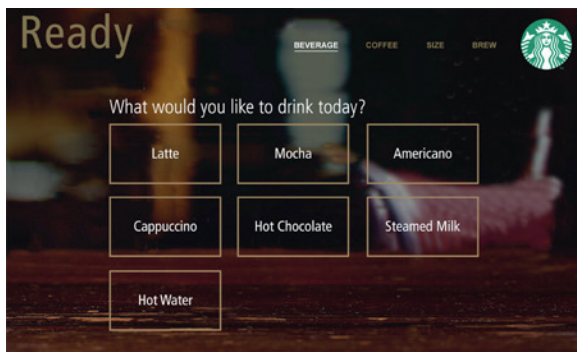 Ready
BEVERAGE COFFEE SIZE BREW
What would you like to drink today?
Latte Mocha Americano
Cappuccino Hot Chocolate Steamed Milk
Hot Water